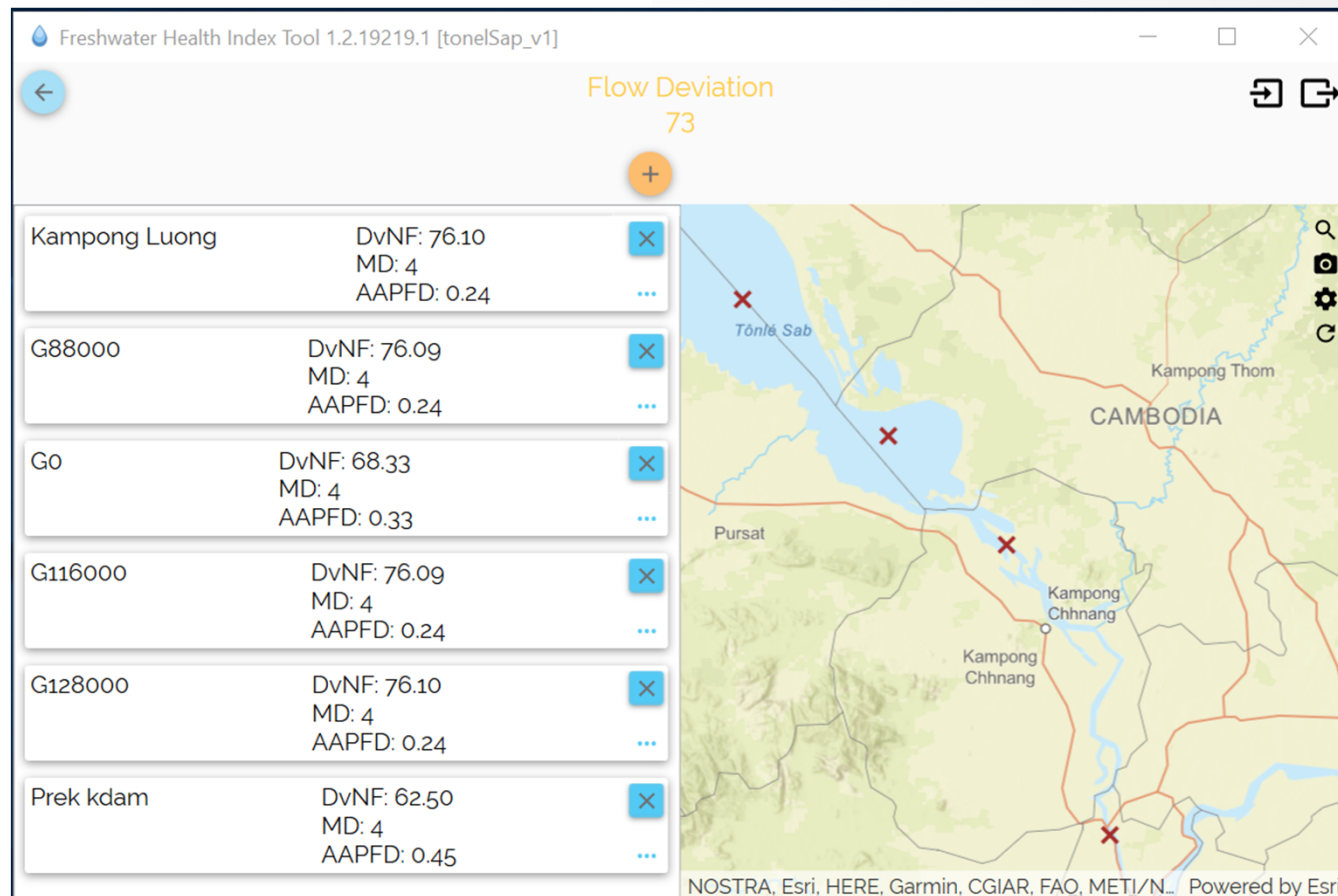 Freshwater Health Index Tool 1.2.19219.1 [tonelSap_v1]
Flow Deviation
73
Kampong Luong
DvNF: 76.10
MD: 4
AAPFD: 0.24
G88000
DvNF: 76.09
MD: 4
AAPFD: 0.24
G0
DvNF: 68.33
MD: 4
AAPFD: 0.33
G116000
DvNF: 76.09
MD: 4
AAPFD: 0.24
G128000
DvNF: 76.10
MD: 4
AAPFD: 0.24
Prek kdam
DvNF: 62.50
MD: 4
AAPFD: 0.45
Tônlé Sab
Kampong Thom
CAMBODIA
Pursat
Kampong
Chhnang
Kampong
Chhnang
NOSTRA, Esri, HERE, Garmin, CGIAR, FAO, METI/N... Powered by Esri